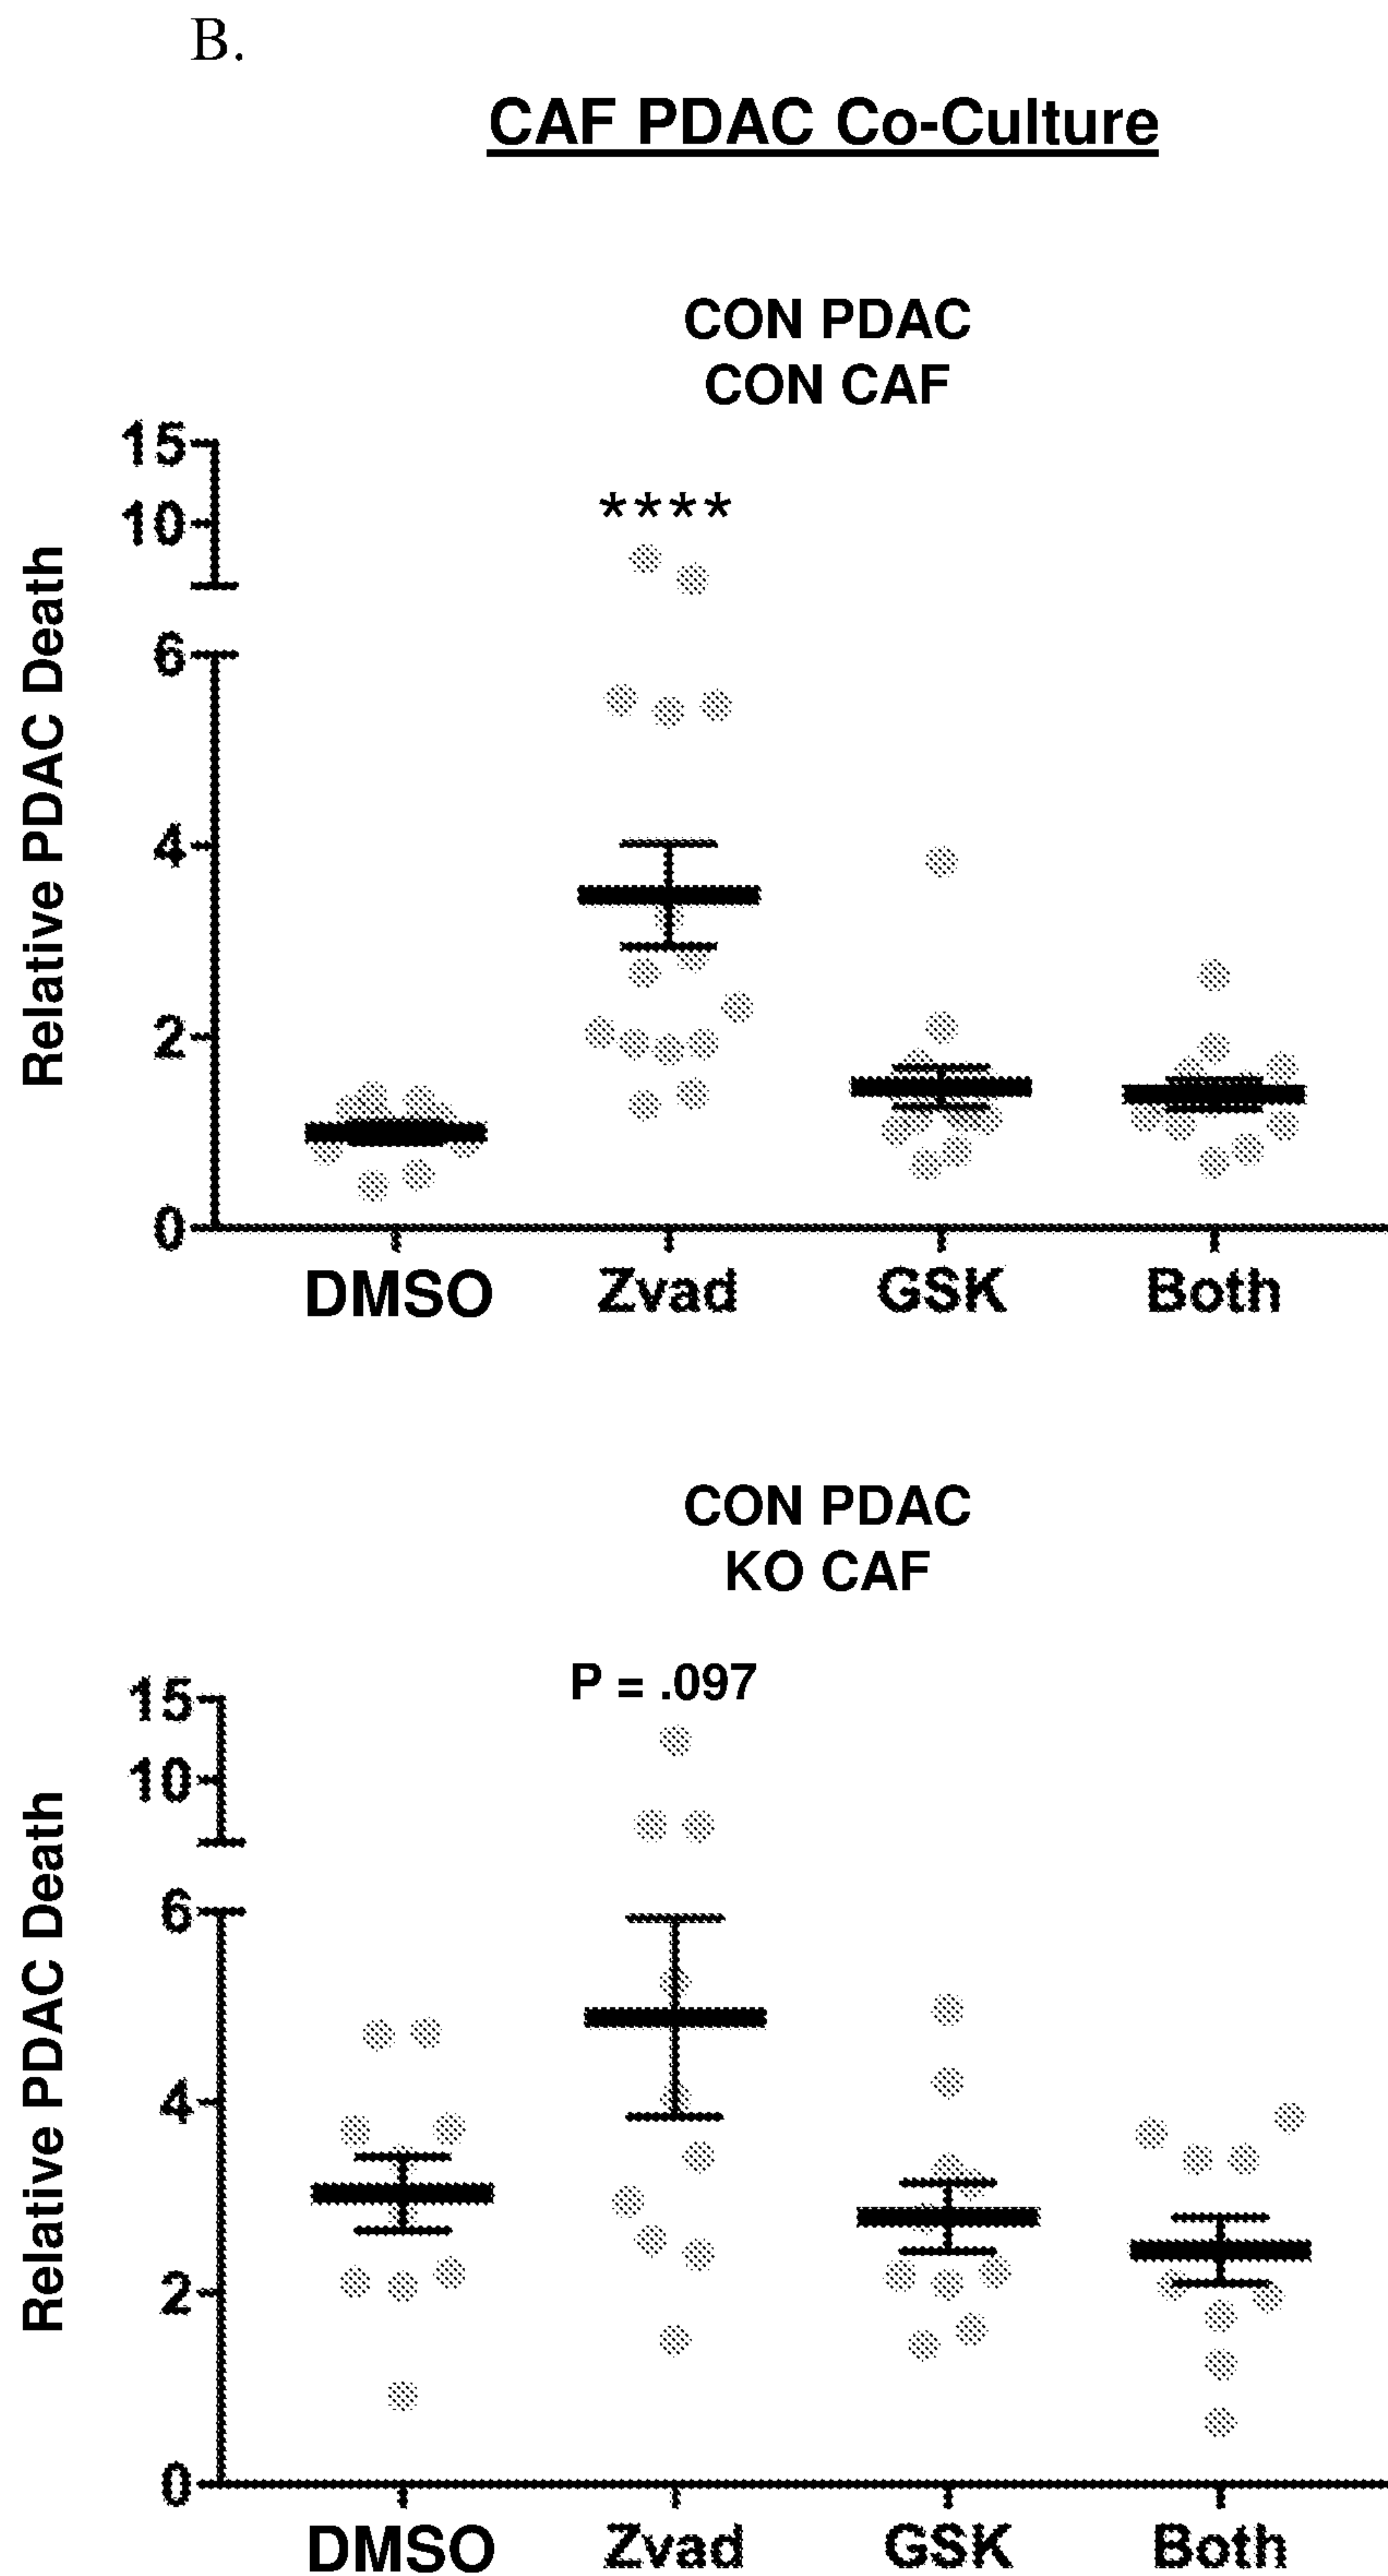 B.
CAF PDAC Co-Culture
CON PDAC
CON CAF
Relative PDAC Death
15
10
6
4
2
0
****
DMSO Zvad GSK Both
CON PDAC
KO CAF
Relative PDAC Death
15
10
6
4
2
0
P = .097
DMSO Zvad GSK Both